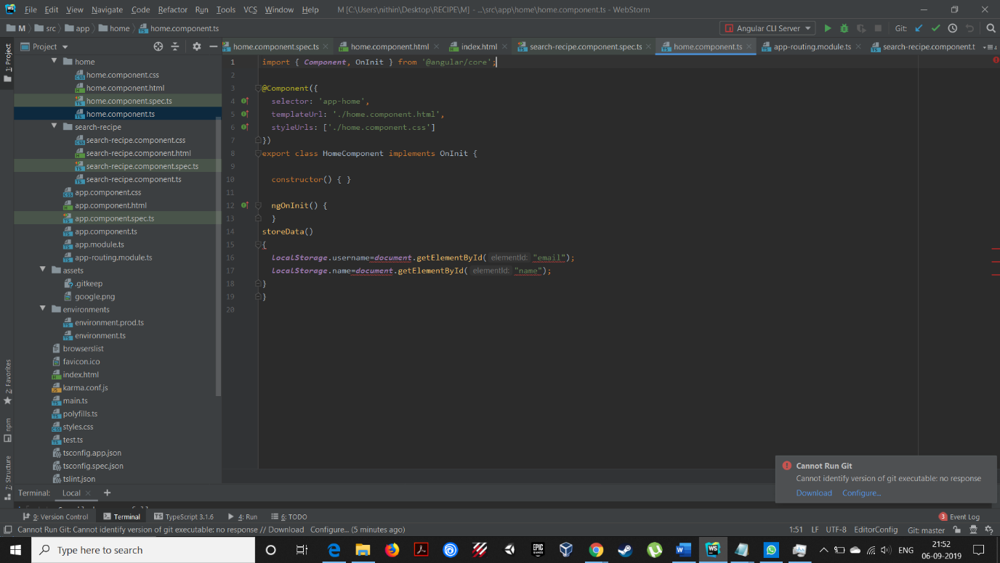 File Edit View Navigate Code Refactor Run Tools VCS Window Help M [C:\Users\nithin\Desktop\RECIPE\M] - ...\src\app\home\home.component.ts - WebStorm
M src app home home.component.ts Angular CLI Server Git:
1: Project
Project
home.component.spec.ts home.component.html index.html search-recipe.component.spec.ts home.component.ts app-routing.module.ts search-recipe.component.t
home
home.component.css
home.component.html
home.component.spec.ts
home.component.ts
search-recipe
search-recipe.component.css
search-recipe.component.html
search-recipe.component.spec.ts
search-recipe.component.ts
app.component.css
app.component.html
app.component.spec.ts
app.component.ts
app.module.ts
app-routing.module.ts
assets
.gitkeep
google.png
environments
environment.prod.ts
environment.ts
browserslist
favicon.ico
index.html
karma.conf.js
main.ts
polyfills.ts
styles.css
test.ts
tsconfig.app.json
tsconfig.spec.json
tslint.json
2: Favorites
npm
7: Structure
1 import { Component, OnInit } from '@angular/core';
2
3 @Component({
4 selector: 'app-home',
5 templateUrl: './home.component.html',
6 styleUrls: ['./home.component.css']
7 })
8 export class HomeComponent implements OnInit {
9
10 constructor() { }
11
12 ngOnInit() {
13 }
14 storeData()
15 {
16 localStorage.username=document.getElementById( elementId: "email");
17 localStorage.name=document.getElementById( elementId: "name");
18 }
19 }
20
Cannot Run Git
Cannot identify version of git executable: no response
Download Configure...
Terminal: Local +
9: Version Control Terminal TypeScript 3.1.6 4: Run 6: TODO 3 Event Log
Cannot Run Git: Cannot identify version of git executable: no response // Download Configure... (5 minutes ago) 1:51 LF UTF-8 EditorConfig Git: master
Type here to search
EPIC GAMES
WS
ENG
21:52
06-09-2019